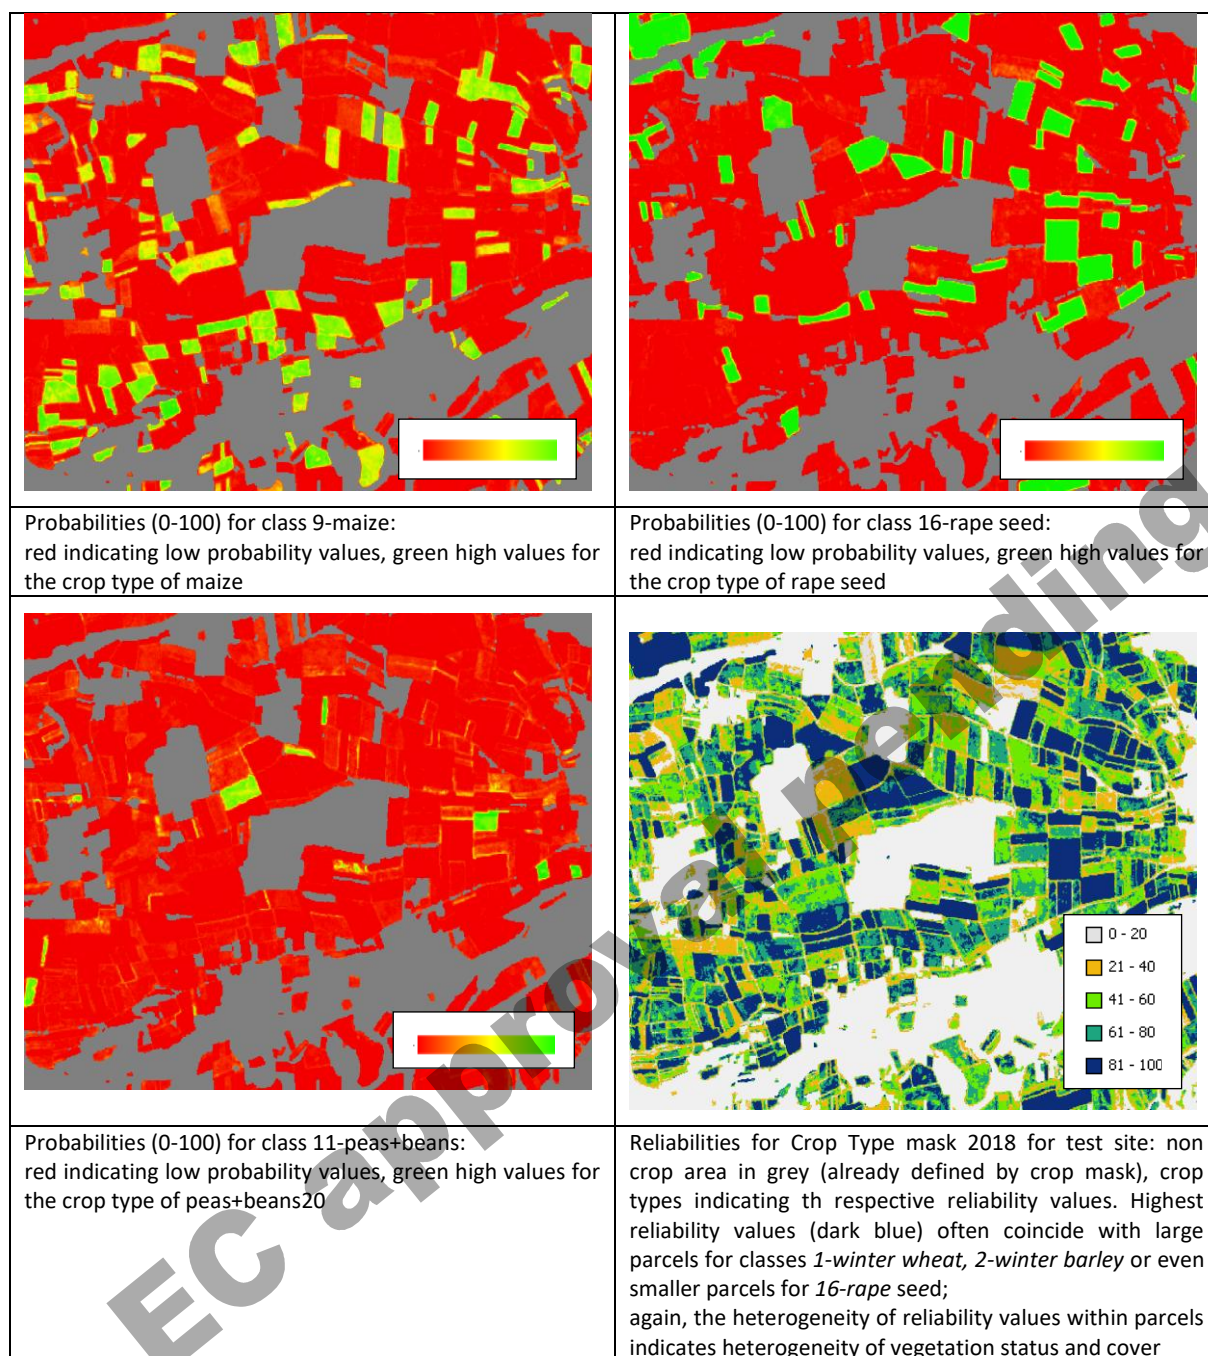 Probabilities (0-100) for class 9-maize:
red indicating low probability values, green high values for
the crop type of maize
Probabilities (0-100) for class 16-rape seed:
red indicating low probability values, green high values for
the crop type of rape seed
0 - 20
21 - 40
41 - 60
61 - 80
81 - 100
Probabilities (0-100) for class 11-peas+beans:
red indicating low probability values, green high values for
the crop type of peas+beans20
Reliabilities for Crop Type mask 2018 for test site: non
crop area in grey (already defined by crop mask), crop
types indicating th respective reliability values. Highest
reliability values (dark blue) often coincide with large
parcels for classes 1-winter wheat, 2-winter barley or even
smaller parcels for 16-rape seed;
again, the heterogeneity of reliability values within parcels
indicates heterogeneity of vegetation status and cover
EC approval pending